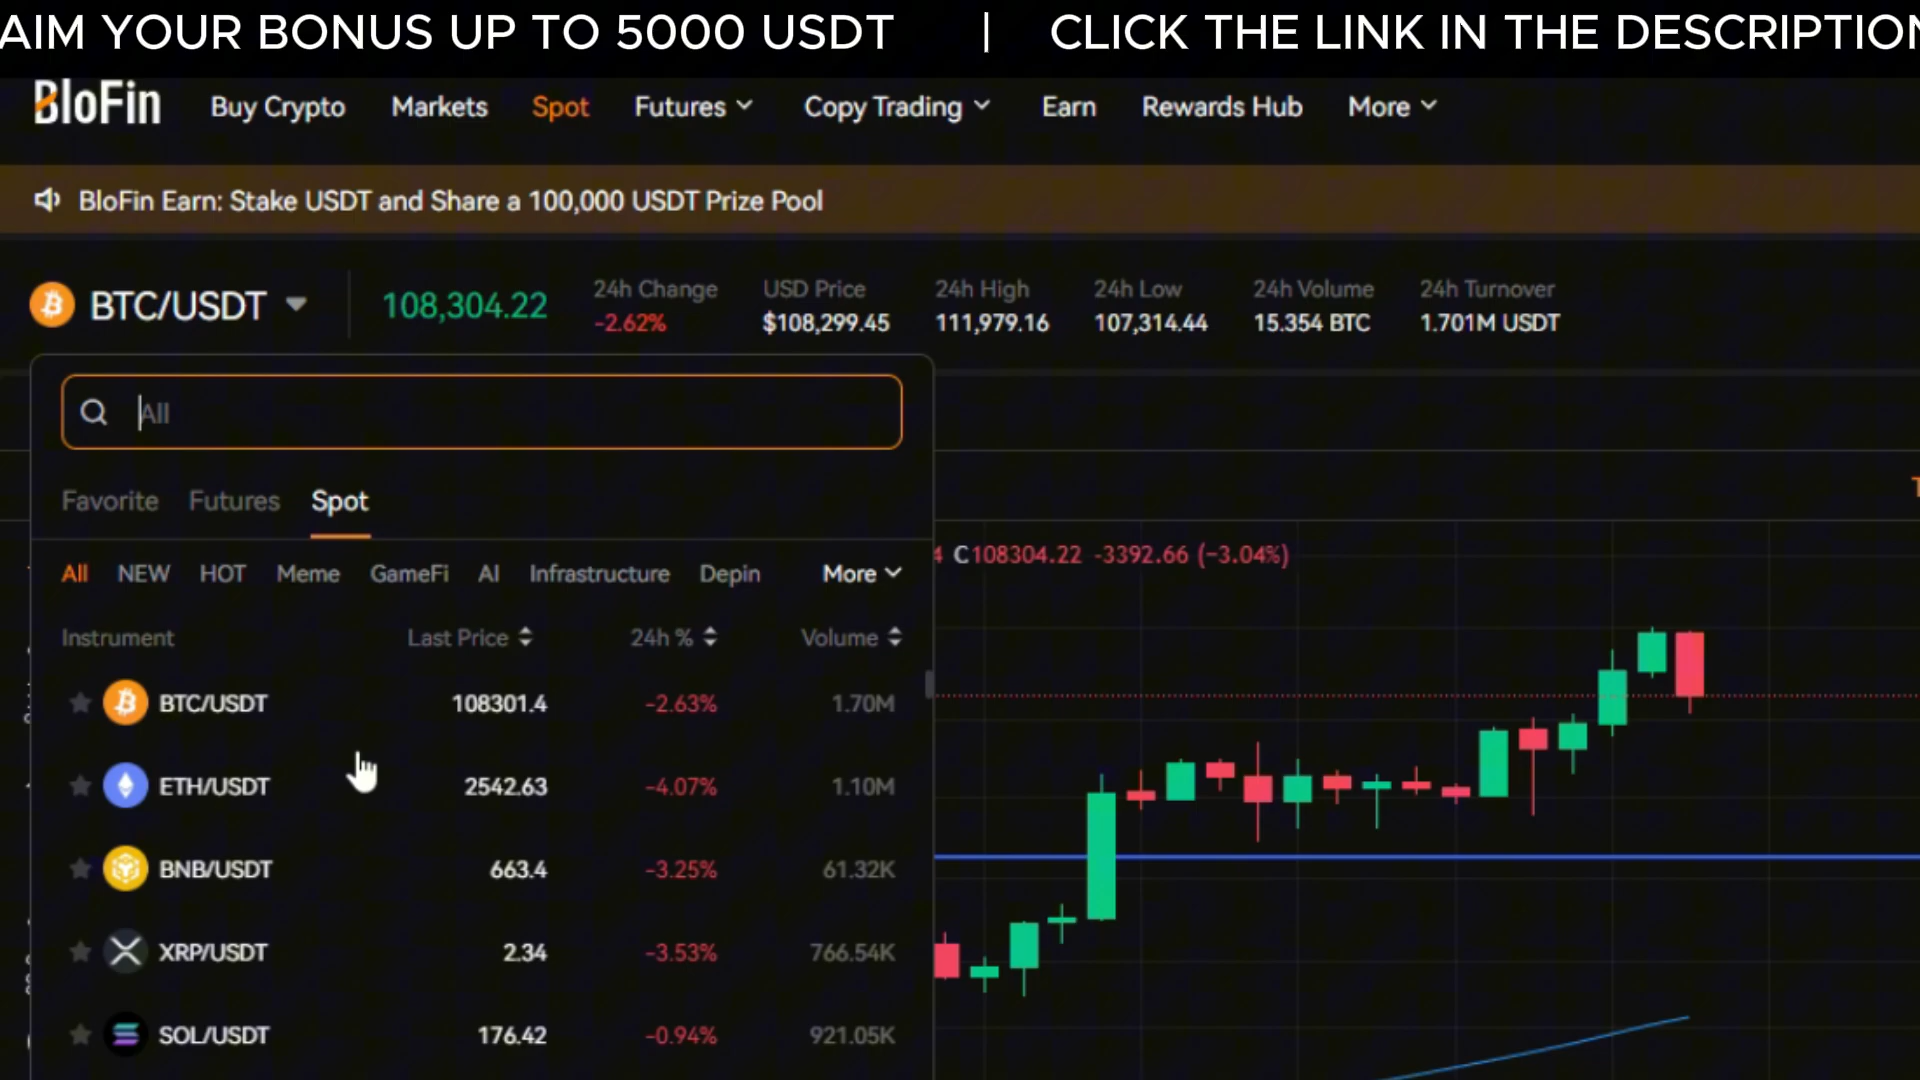 AIM YOUR BONUS UP TO 5000 USDT | CLICK THE LINK IN THE DESCRIPTION
BloFin Buy Crypto Markets Spot Futures Copy Trading Earn Rewards Hub More
BloFin Earn: Stake USDT and Share a 100,000 USDT Prize Pool
BTC/USDT 108,304.22
24h Change USD Price 24h High 24h Low 24h Volume 24h Turnover
-2.62% $108,299.45 111,979.16 107,314.44 15.354 BTC 1.701M USDT
All
Favorite Futures Spot
4 C108304.22 -3392.66 (-3.04%)
All NEW HOT Meme GameFi AI Infrastructure Depin More
Instrument Last Price 24h % Volume
BTC/USDT 108301.4 -2.63% 1.70M
ETH/USDT 2542.63 -4.07% 1.10M
BNB/USDT 663.4 -3.25% 61.32K
XRP/USDT 2.34 -3.53% 766.54K
SOL/USDT 176.42 -0.94% 921.05K